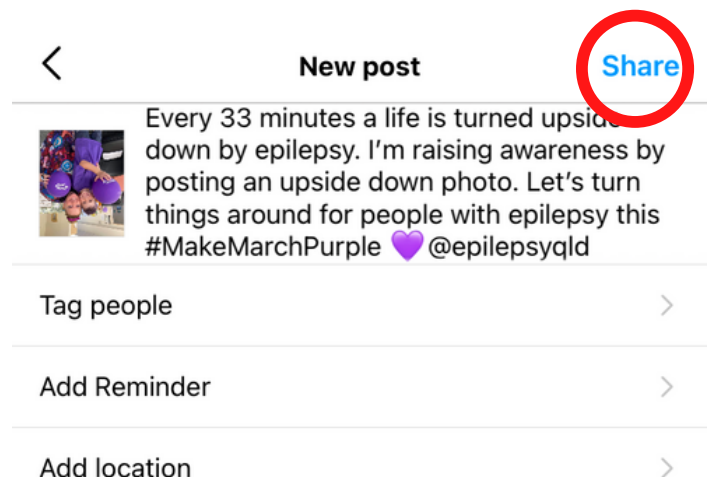 New post
Share
Every 33 minutes a life is turned upside
down by epilepsy. I'm raising awareness by
posting an upside down photo. Let's turn
things around for people with epilepsy this
#MakeMarchPurple 💜@epilepsyqld
Tag people
Add Reminder
Add location